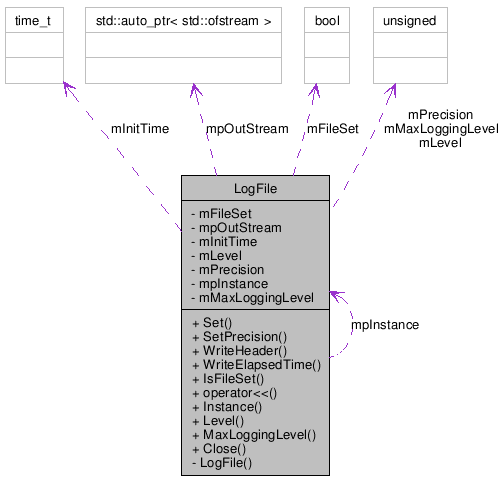 time_t
std::auto_ptr< std::ofstream >
bool
unsigned
mInitTime
mpOutStream
mFileSet
mPrecision
mMaxLoggingLevel
mLevel
LogFile
- mFileSet
- mpOutStream
- mInitTime
- mLevel
- mPrecision
- mpInstance
- mMaxLoggingLevel
mpInstance
+ Set()
+ SetPrecision()
+ WriteHeader()
+ WriteElapsedTime()
+ IsFileSet()
+ operator<<()
+ Instance()
+ Level()
+ MaxLoggingLevel()
+ Close()
- LogFile()